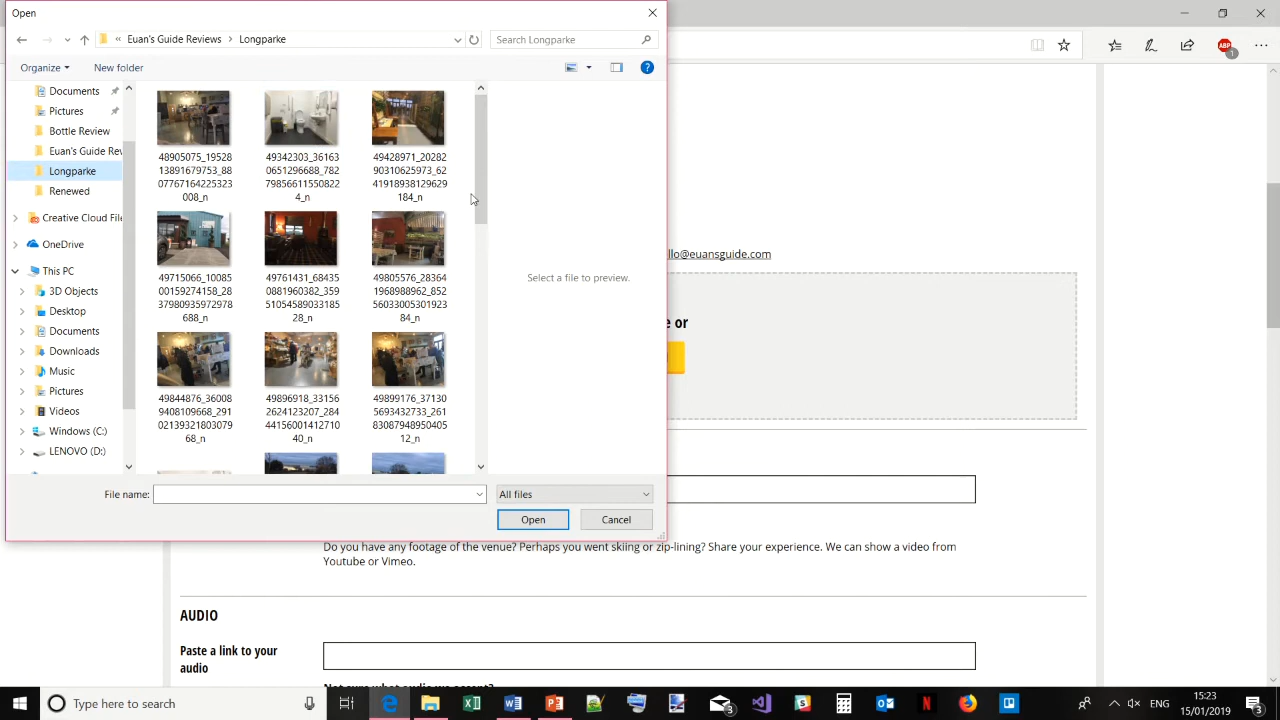 Open
« Euan's Guide Reviews > Longparke
Search Longparke
Organize
New folder
Documents
Pictures
Bottle Review
Euan's Guide Rev
Longparke
Renewed
Creative Cloud File
OneDrive
This PC
3D Objects
Desktop
Documents
Downloads
Music
Pictures
Videos
Windows (C:)
LENOVO (D:)
48905075_19528
13891679753_88
07767164225323
008_n
49342303_36163
0651296688_782
79856611550822
4_n
49428971_20282
90310625973_62
41918938129629
184_n
49715066_10085
00159274158_28
37980935972978
688_n
49761431_68435
0881960382_359
51054589033185
28_n
49805576_28364
1968988962_852
56033005301923
84_n
49844876_36008
9408109668_291
02139321803079
68_n
49896918_33156
2624123207_284
44156001412710
40_n
49899176_37130
5693432733_261
83087948950405
12_n
Select a file to preview.
File name:
All files
Open
Cancel
ABP
1
llo@euansguide.com
e or
Do you have any footage of the venue? Perhaps you went skiing or zip-lining? Share your experience. We can show a video from
Youtube or Vimeo.
AUDIO
Paste a link to your
audio
Type here to search
3
ENG
15:23
15/01/2019
3